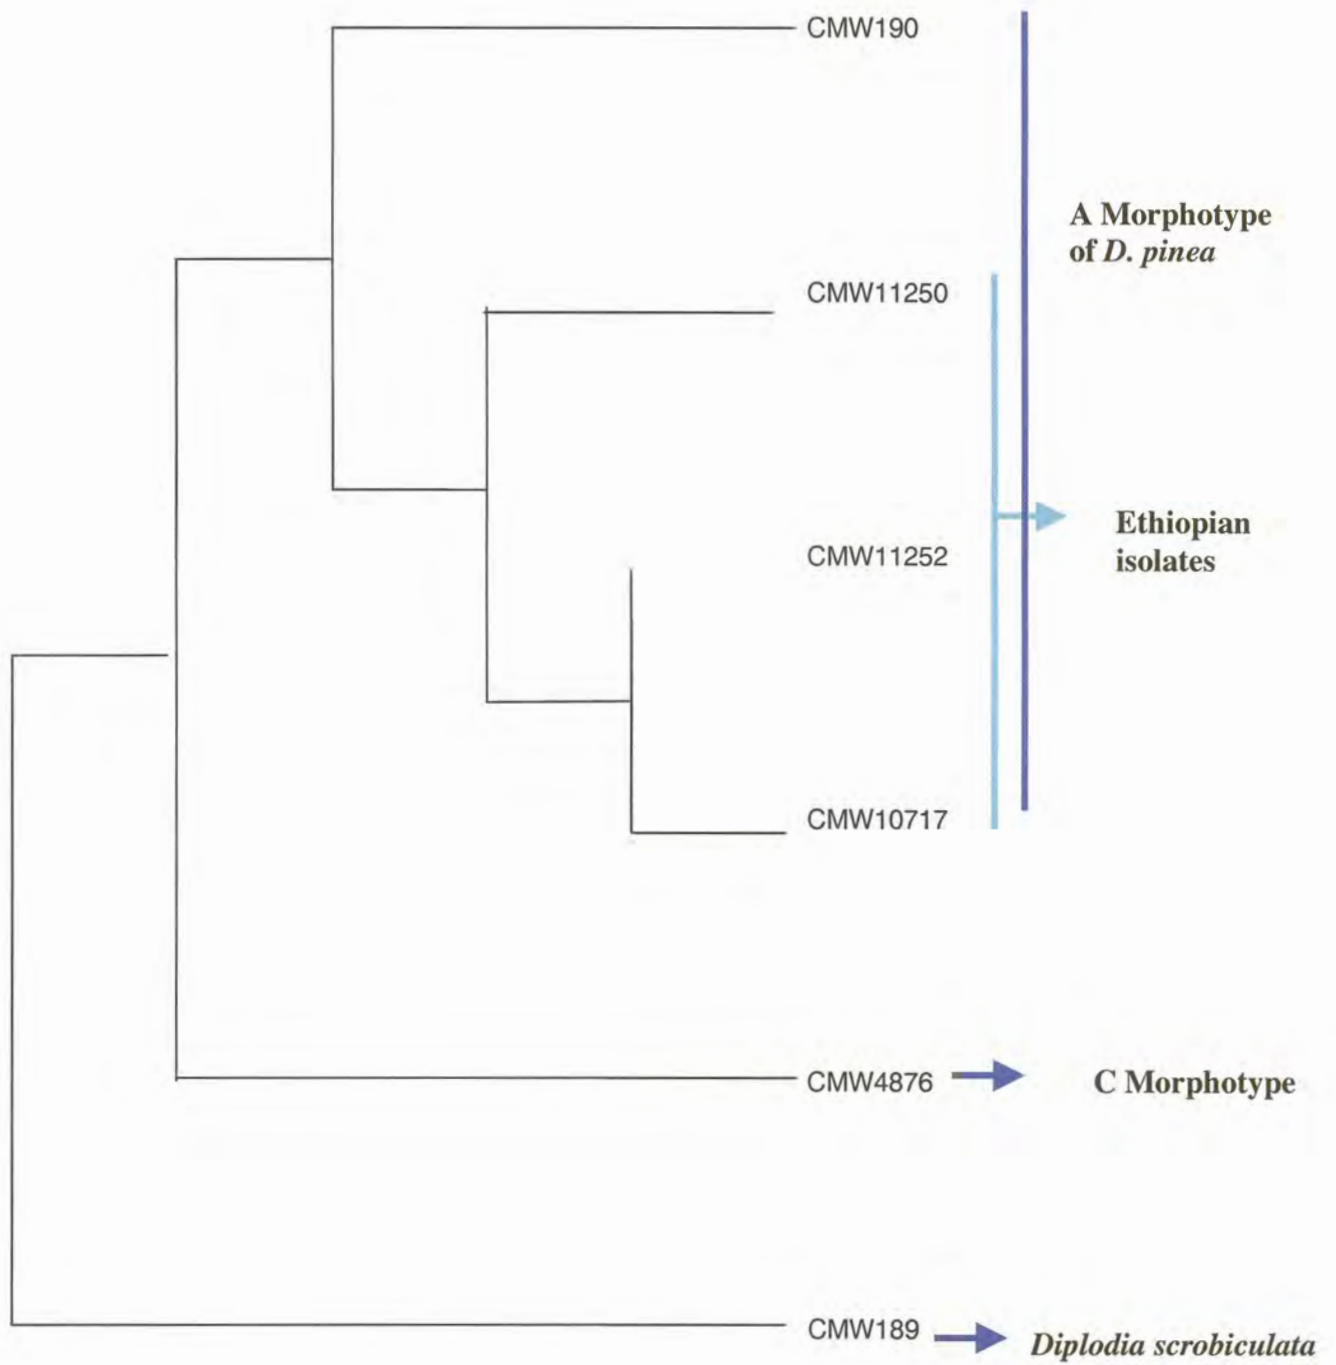 CMW190
A Morphotype
of D. pinea
CMW11250
CMW11252
Ethiopian
isolates
CMW10717
CMW4876
C Morphotype
CMW189
Diplodia scrobiculata